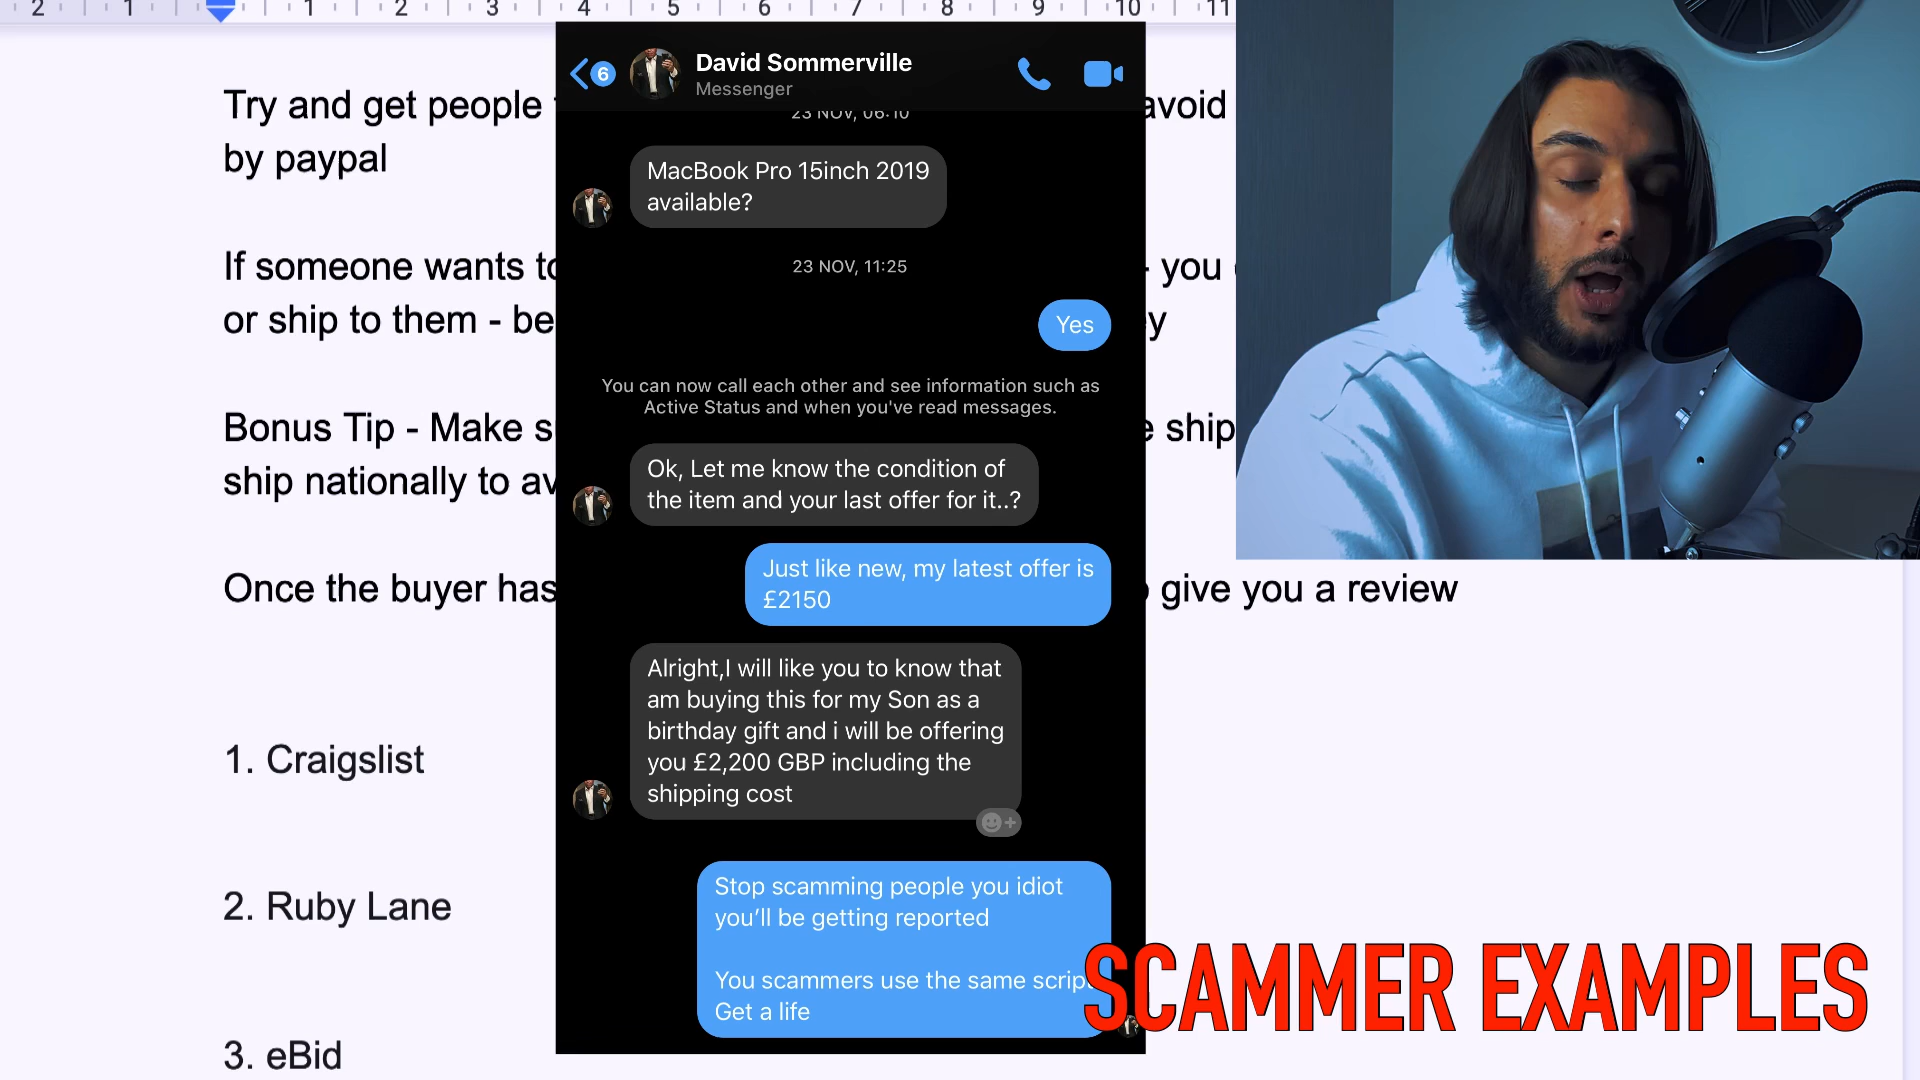 2 1 1 2 3 4 5 6 7 8 9 10 11
Try and get people
avoid
by paypal
If someone wants to
- you
or ship to them - be
Bonus Tip - Make s
ship
ship nationally to av
Once the buyer has
give you a review
1. Craigslist
2. Ruby Lane
3. eBid
6
David Sommerville
Messenger
23 NOV, 06:10
MacBook Pro 15inch 2019
available?
23 NOV, 11:25
Yes
You can now call each other and see information such as
Active Status and when you've read messages.
Ok, Let me know the condition of
the item and your last offer for it..?
Just like new, my latest offer is
£2150
Alright,I will like you to know that
am buying this for my Son as a
birthday gift and i will be offering
you £2,200 GBP including the
shipping cost
Stop scamming people you idiot
you'll be getting reported
You scammers use the same script
Get a life
SCAMMER EXAMPLES